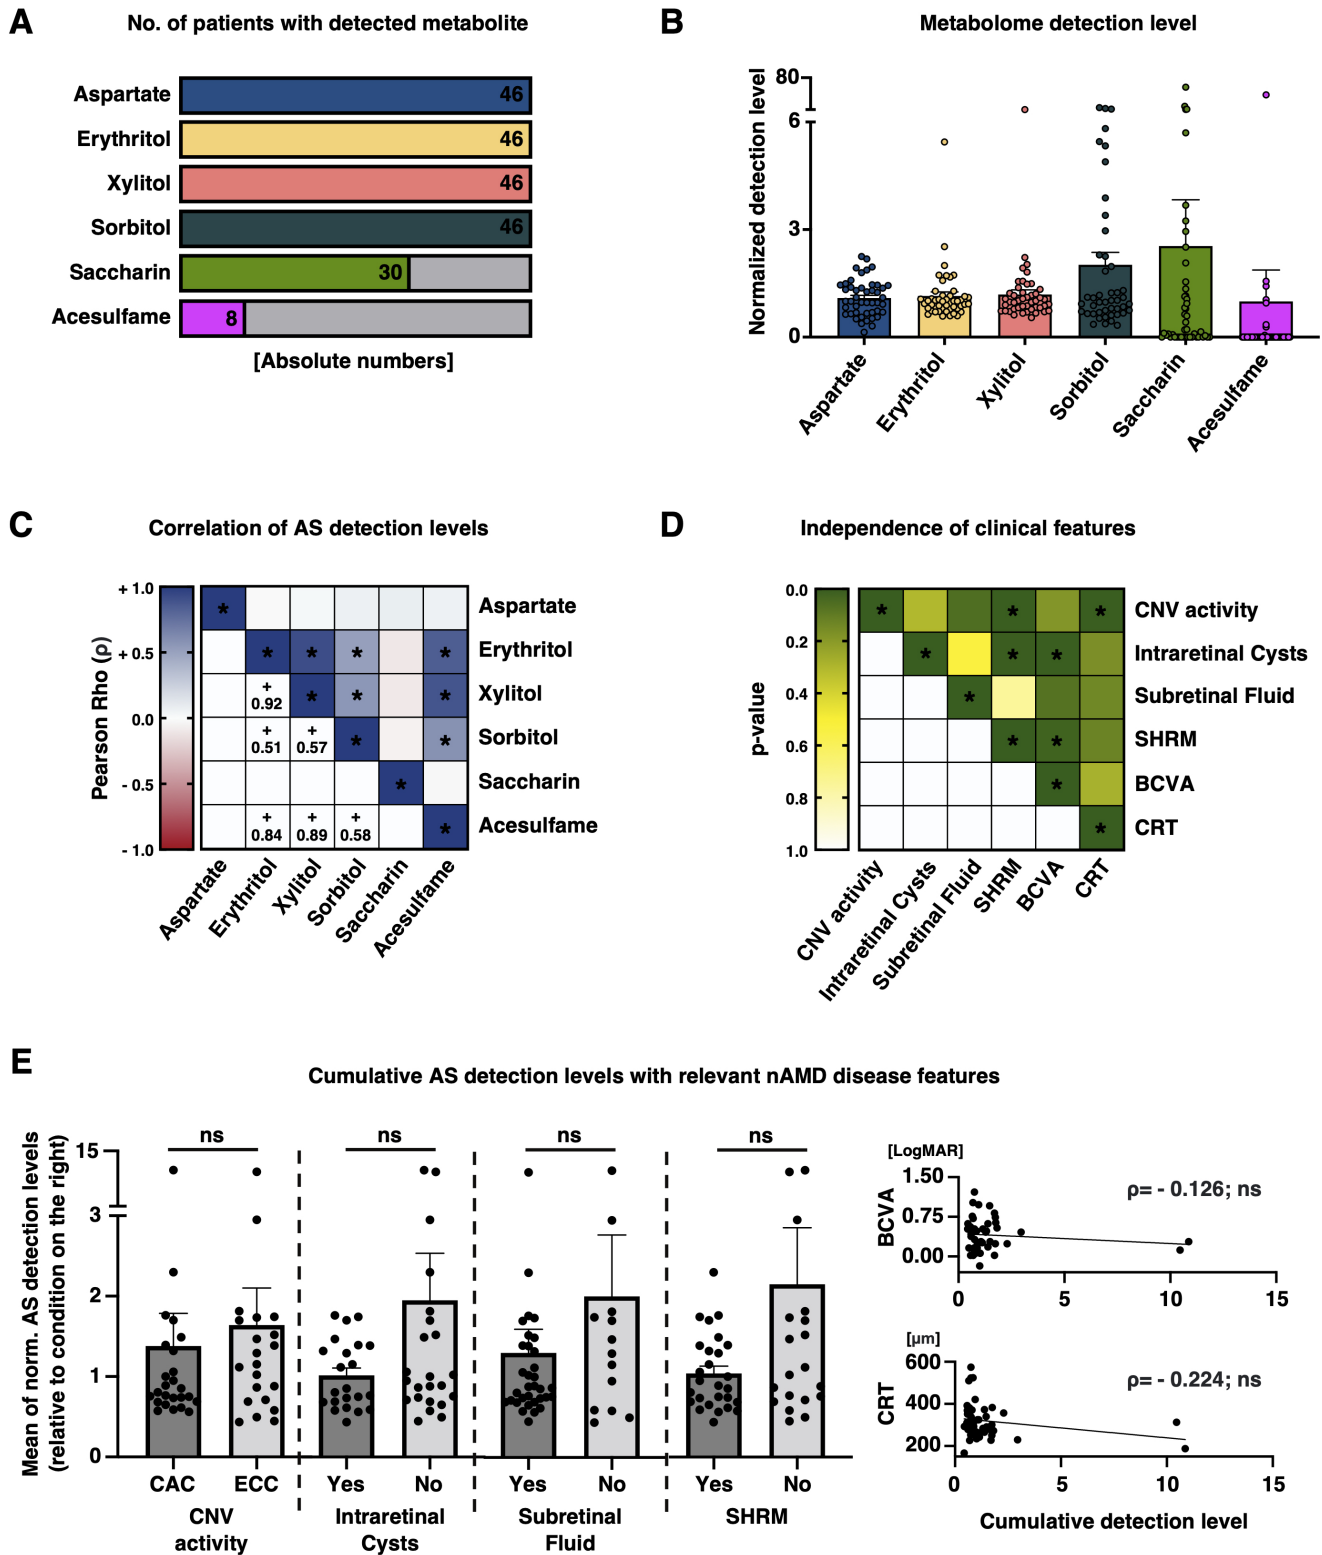 A
No. of patients with detected metabolite
Aspartate 46
Erythritol 46
Xylitol 46
Sorbitol 46
Saccharin 30
Acesulfame 8
[Absolute numbers]
B
Metabolome detection level
Normalized detection level
80
6
3
0
Aspartate
Erythritol
Xylitol
Sorbitol
Saccharin
Acesulfame
C
Correlation of AS detection levels
Pearson Rho (ρ)
+ 1.0
+ 0.5
0.0
- 0.5
- 1.0
* Aspartate
* * * * Erythritol
+ 0.92 * * * Xylitol
+ 0.51 + 0.57 * * Sorbitol
* Saccharin
+ 0.84 + 0.89 + 0.58 * Acesulfame
Aspartate
Erythritol
Xylitol
Sorbitol
Saccharin
Acesulfame
D
Independence of clinical features
p-value
0.0
0.2
0.4
0.6
0.8
1.0
* * * CNV activity
* * * Intraretinal Cysts
* Subretinal Fluid
* * SHRM
* BCVA
* CRT
CNV activity
Intraretinal Cysts
Subretinal Fluid
SHRM
BCVA
CRT
E
Cumulative AS detection levels with relevant nAMD disease features
Mean of norm. AS detection levels
(relative to condition on the right)
15
3
2
1
0
ns ns ns ns
CAC ECC Yes No Yes No Yes No
CNV
activity
Intraretinal
Cysts
Subretinal
Fluid
SHRM
[LogMAR]
BCVA
1.50
0.75
0.00
ρ= - 0.126; ns
0 5 10 15
[µm]
CRT
600
400
200
ρ= - 0.224; ns
0 5 10 15
Cumulative detection level